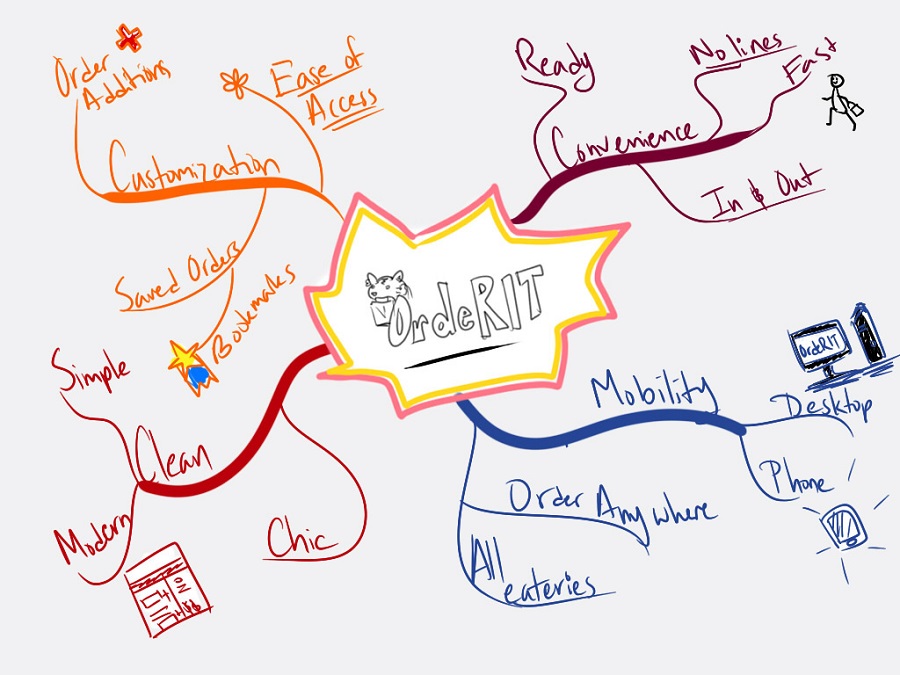 Order
Additions
Ease of
Access
Customization
Saved Orders
Bookmarks
Ready
No lines
Fast
Convenience
In & Out
OrdeRIT
Simple
Clean
Modern
Chic
Mobility
OrdeRIT
Desktop
Phone
Order Anywhere
All
eateries